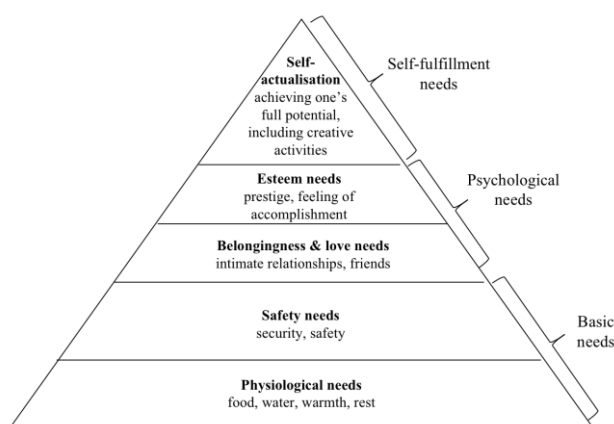 Self-
actualisation
achieving one's
full potential,
including creative
activities
Self-fulfillment
needs
Esteem needs
prestige, feeling of
accomplishment
Psychological
needs
Belongingness & love needs
intimate relationships, friends
Safety needs
security, safety
Basic
needs
Physiological needs
food, water, warmth, rest